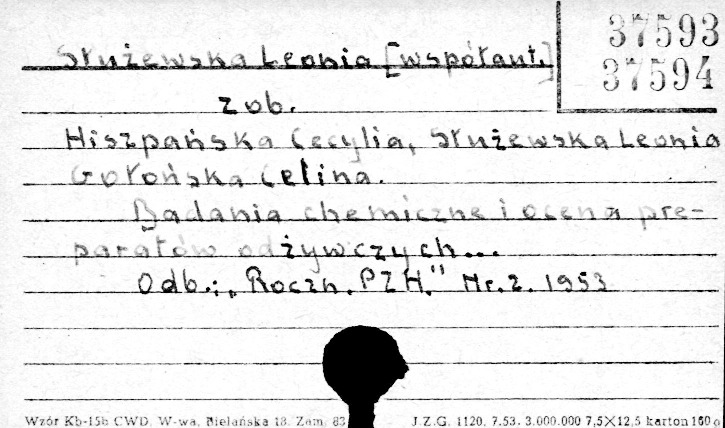 37593
37594
Służewska Leonia [współaut.]
zob.
Hiszpańska Cecylia, Służewska Leonia
Gołońska Celina.
Badania chemiczne i ocena pre-
paratów odżywczych...
Odb.: „Roczn. PZH." Nr. 2. 1953
Wzór Kb-15b CWD, W-wa, Bielańska 18. Zam. 83
J.Z.G. 1120. 7.53. 3.000.000 7,5×12,5 karton 160